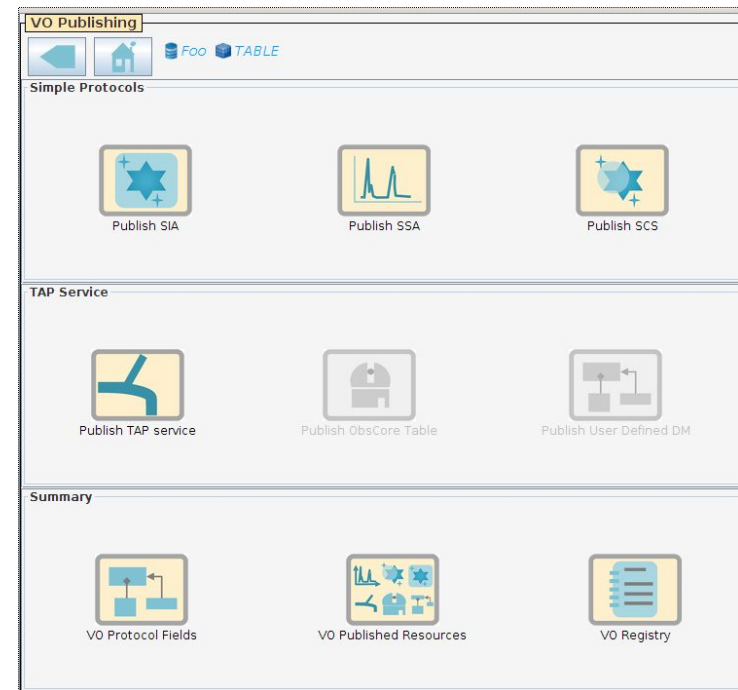 VO Publishing
Foo TABLE
Simple Protocols
Publish SIA Publish SSA Publish SCS
TAP Service
Publish TAP service Publish ObsCore Table Publish User Defined DM
Summary
VO Protocol Fields VO Published Resources VO Registry